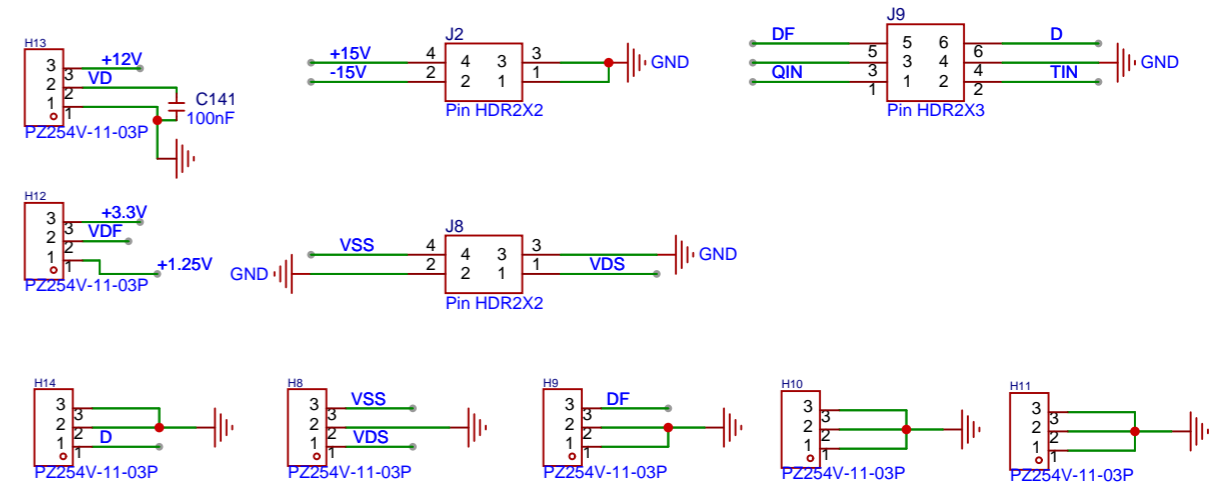 H13
3
3
+12V
2
2
VD
1
1
C141
100nF
PZ254V-11-03P
J2
+15V
4
4
3
3
-15V
2
2
1
1
GND
Pin HDR2X2
J9
DF
5
5
6
6
D
3
3
4
4
GND
QIN
1
1
2
2
TIN
Pin HDR2X3
H12
3
3
+3.3V
2
2
VDF
1
1
+1.25V
PZ254V-11-03P
J8
VSS
4
4
3
3
GND
GND
2
2
1
1
VDS
Pin HDR2X2
H14
3
3
2
2
1
1
D
PZ254V-11-03P
H8
3
3
VSS
2
2
1
1
VDS
PZ254V-11-03P
H9
3
3
DF
2
2
1
1
PZ254V-11-03P
H10
3
3
2
2
1
1
PZ254V-11-03P
H11
3
3
2
2
1
1
PZ254V-11-03P